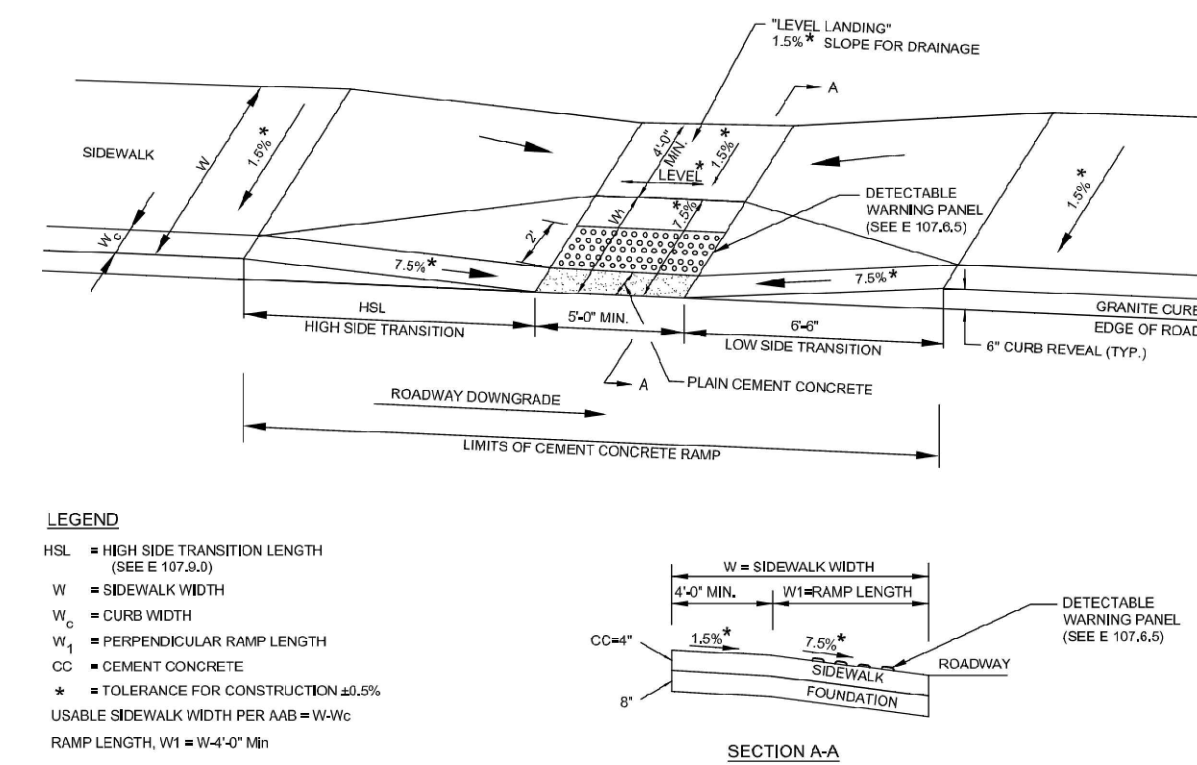 "LEVEL LANDING"
1.5%* SLOPE FOR DRAINAGE
A
SIDEWALK
W
1.5%*
4'-0"
MIN.
1.5%*
LEVEL*
1.5%*
DETECTABLE
WARNING PANEL
(SEE E 107.6.5)
Wc
2'
W1
7.5%*
7.5%*
7.5%*
HSL
HIGH SIDE TRANSITION
5'-0" MIN.
6'-6"
LOW SIDE TRANSITION
GRANITE CURB
EDGE OF ROAD
6" CURB REVEAL (TYP.)
A
PLAIN CEMENT CONCRETE
ROADWAY DOWNGRADE
LIMITS OF CEMENT CONCRETE RAMP
LEGEND
HSL = HIGH SIDE TRANSITION LENGTH
(SEE E 107.9.0)
W = SIDEWALK WIDTH
Wc = CURB WIDTH
W1 = PERPENDICULAR RAMP LENGTH
CC = CEMENT CONCRETE
* = TOLERANCE FOR CONSTRUCTION ±0.5%
USABLE SIDEWALK WIDTH PER AAB = W-Wc
RAMP LENGTH, W1 = W-4'-0" Min
W = SIDEWALK WIDTH
4'-0" MIN.
W1=RAMP LENGTH
DETECTABLE
WARNING PANEL
(SEE E 107.6.5)
CC=4"
1.5%*
7.5%*
SIDEWALK
ROADWAY
FOUNDATION
8"
SECTION A-A